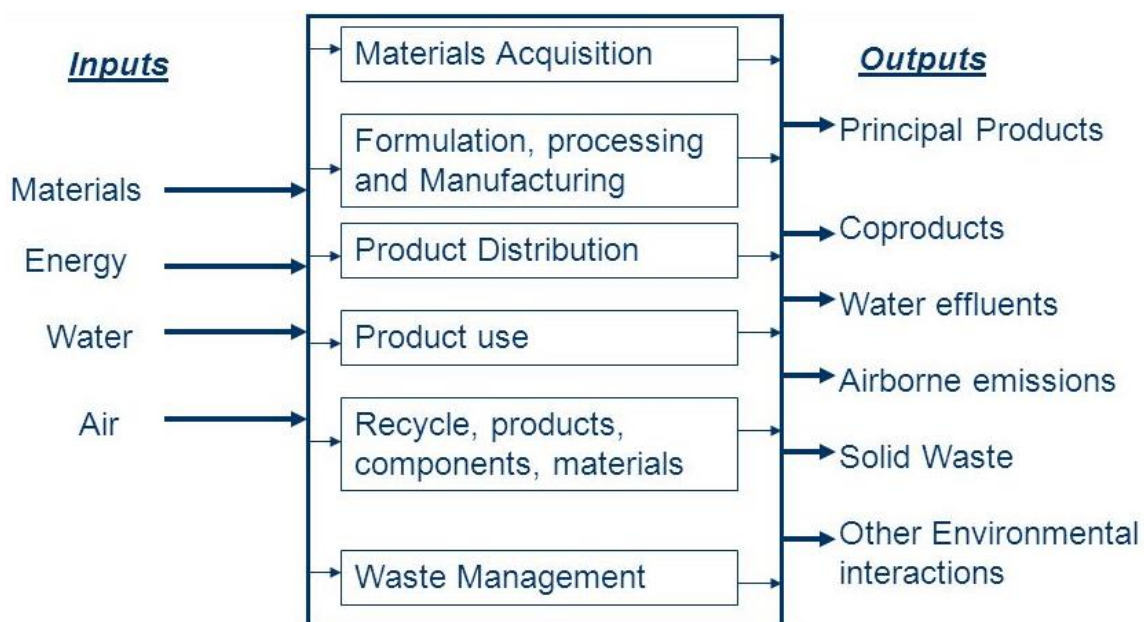 Inputs
Materials
Energy
Water
Air
Materials Acquisition
Formulation, processing
and Manufacturing
Product Distribution
Product use
Recycle, products,
components, materials
Waste Management
Outputs
Principal Products
Coproducts
Water effluents
Airborne emissions
Solid Waste
Other Environmental
interactions